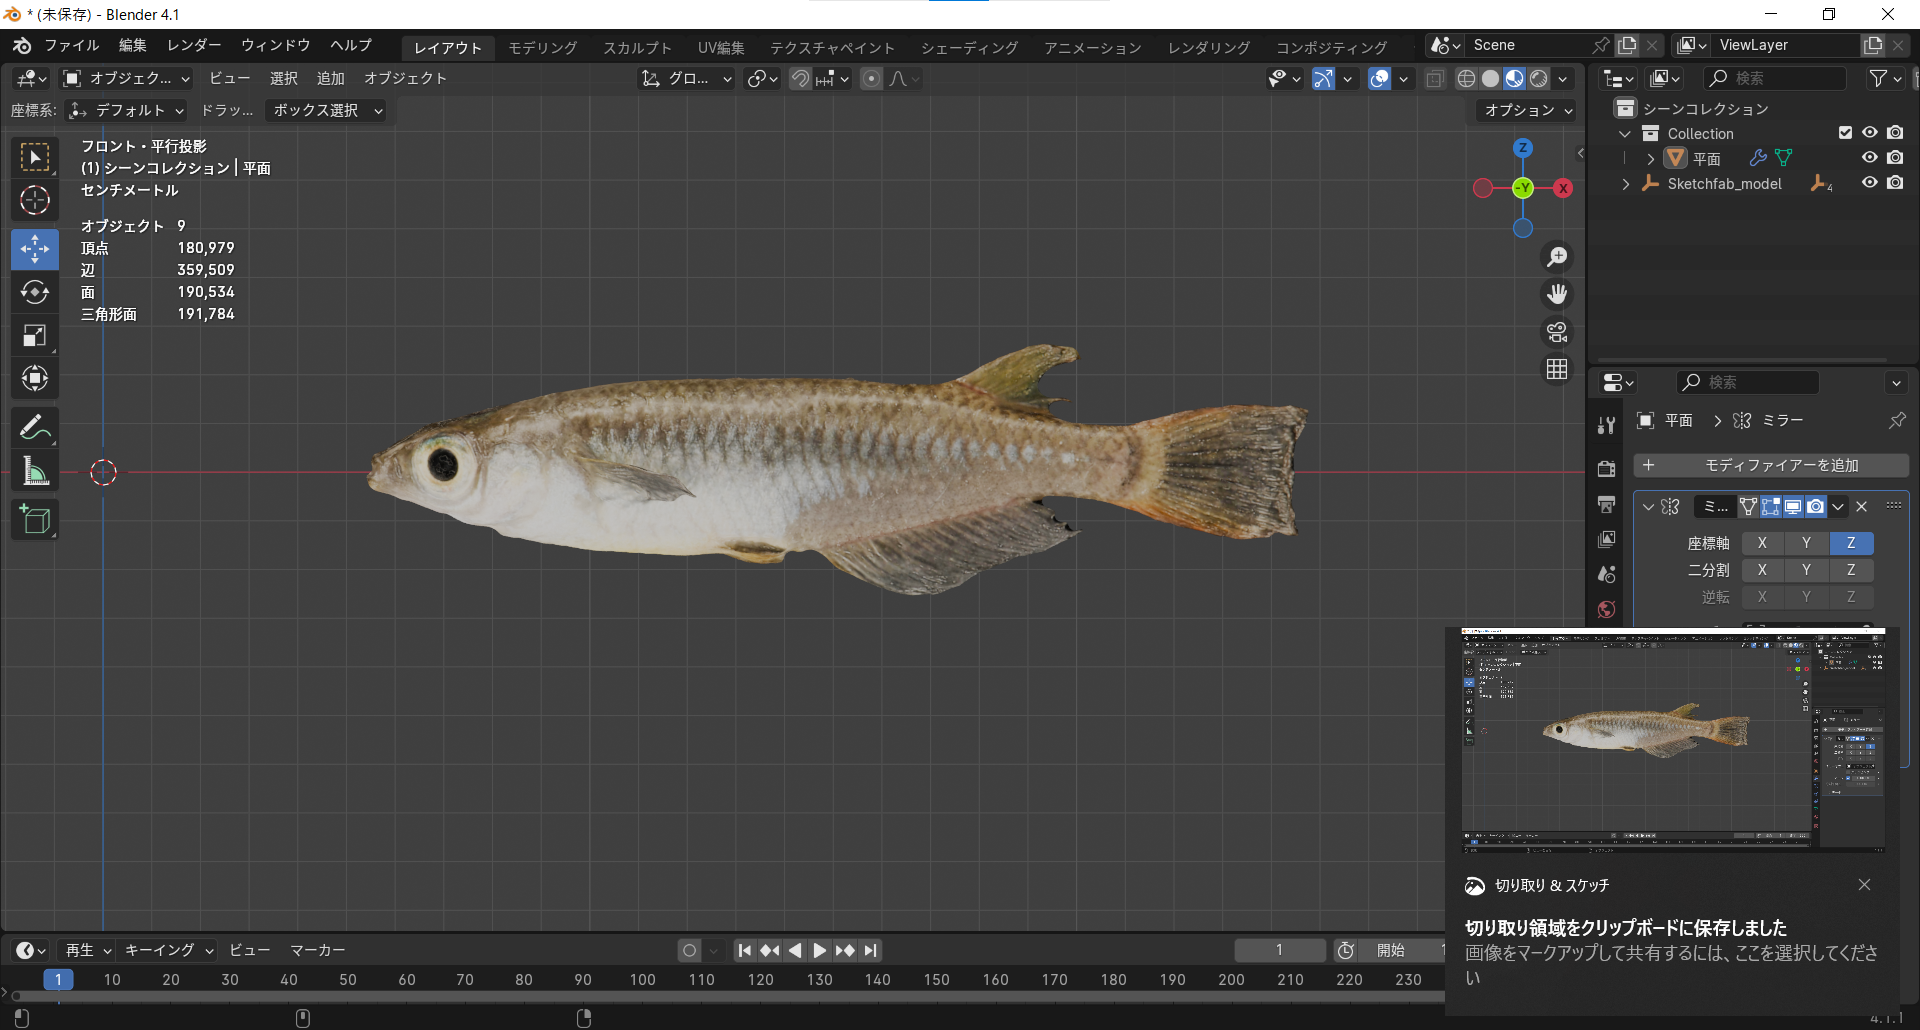 * (未保存) - Blender 4.1
ファイル 編集 レンダー ウィンドウ ヘルプ レイアウト モデリング スカルプト UV編集 テクスチャペイント シェーディング アニメーション レンダリング コンポジティング Scene ViewLayer
オブジェク... ビュー 選択 追加 オブジェクト グロ... 検索
座標系: デフォルト ドラッ... ボックス選択 オプション
シーンコレクション
Collection
平面
Sketchfab_model 4
フロント・平行投影
(1) シーンコレクション | 平面
センチメートル
オブジェクト 9
頂点 180,979
辺 359,509
面 190,534
三角形面 191,784
Z
-Y X
検索
平面 > ミラー
モディファイアーを追加
ミ...
座標軸 X Y Z
二分割 X Y Z
逆転 X Y Z
切り取り & スケッチ
切り取り領域をクリップボードに保存しました
画像をマークアップして共有するには、ここを選択してくださ
い
再生 キーイング ビュー マーカー 1 開始 1
1 10 20 30 40 50 60 70 80 90 100 110 120 130 140 150 160 170 180 190 200 210 220 230
4.1.1